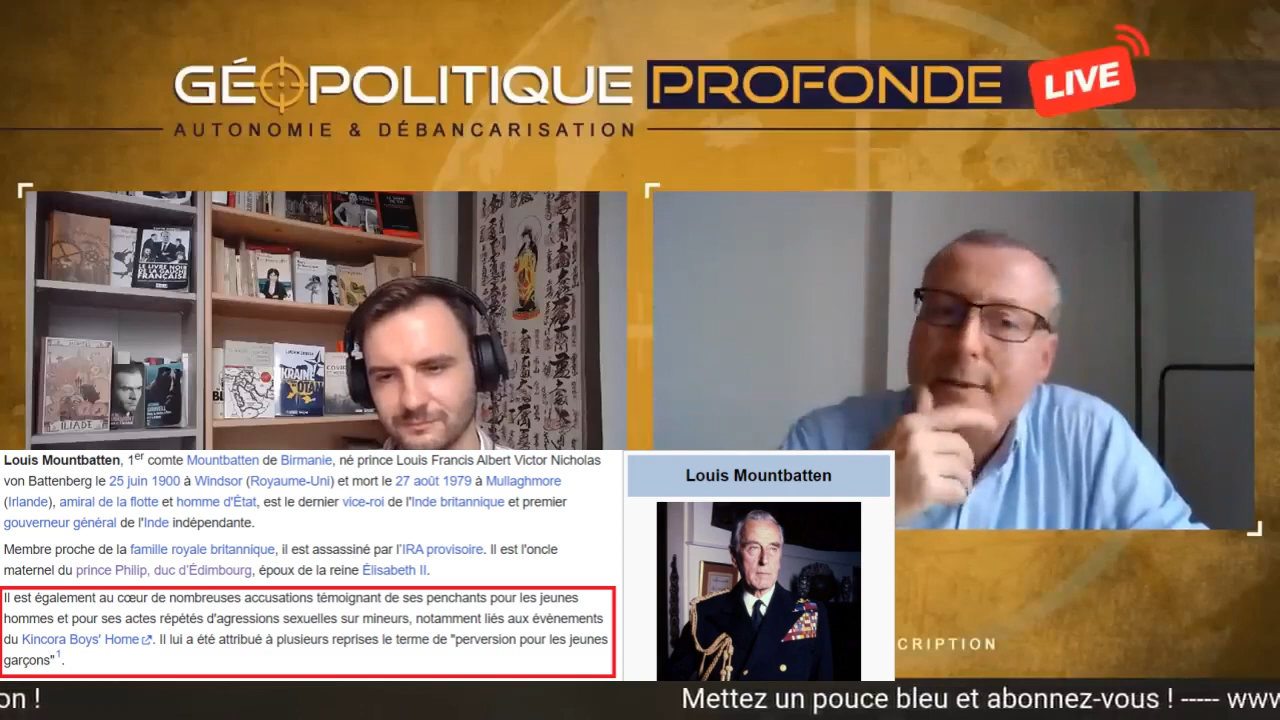 GÉOPOLITIQUE PROFONDE LIVE
AUTONOMIE & DÉBANCARISATION
LE LIVRE NOIR
DE LA GAUCHE
FRANÇAISE
UKRAINE
OTAN
ILIADE
Louis Mountbatten, 1er comte Mountbatten de Birmanie, né prince Louis Francis Albert Victor Nicholas
von Battenberg le 25 juin 1900 à Windsor (Royaume-Uni) et mort le 27 août 1979 à Mullaghmore
(Irlande), amiral de la flotte et homme d'État, est le dernier vice-roi de l'Inde britannique et premier
gouverneur général de l'Inde indépendante.
Membre proche de la famille royale britannique, il est assassiné par l'IRA provisoire. Il est l'oncle
maternel du prince Philip, duc d'Édimbourg, époux de la reine Élisabeth II.
Il est également au cœur de nombreuses accusations témoignant de ses penchants pour les jeunes
hommes et pour ses actes répétés d'agressions sexuelles sur mineurs, notamment liés aux évènements
du Kincora Boys' Home. Il lui a été attribué à plusieurs reprises le terme de "perversion pour les jeunes
garçons"1.
Louis Mountbatten
CRIPTION
on !
Mettez un pouce bleu et abonnez-vous ! ----- www